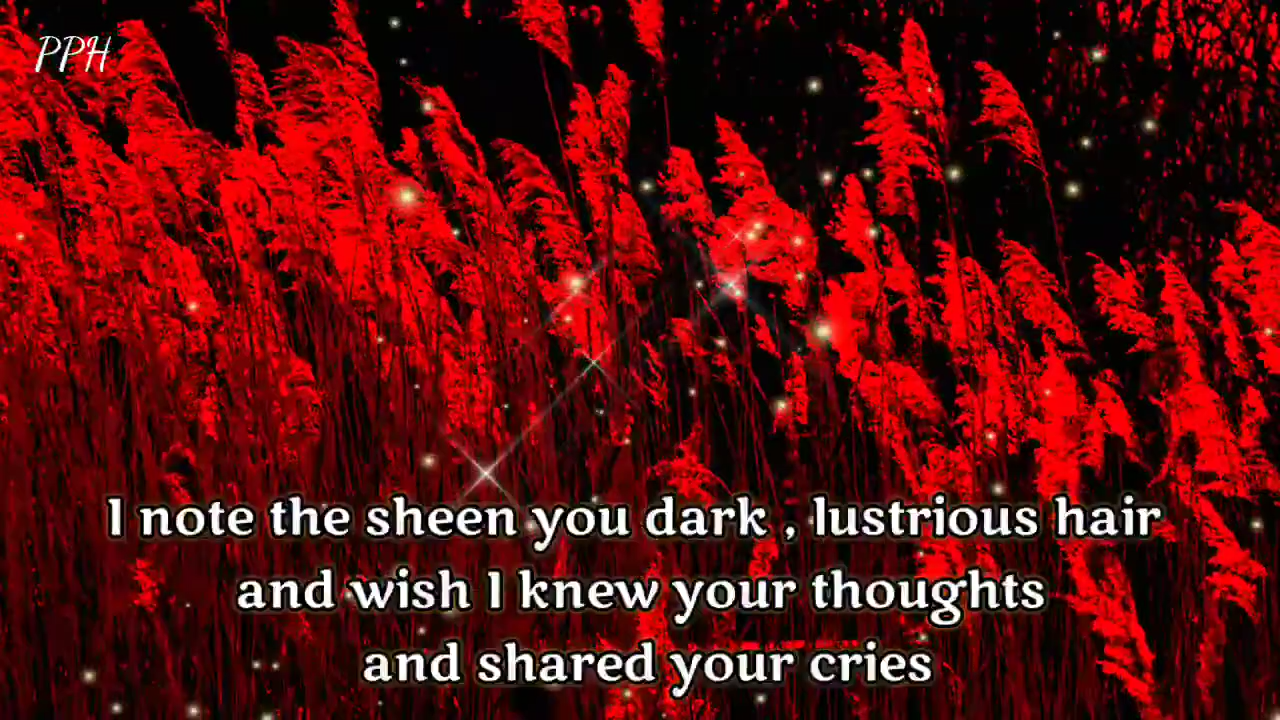 PPH
I note the sheen you dark , lustrious hair
and wish I knew your thoughts
and shared your cries